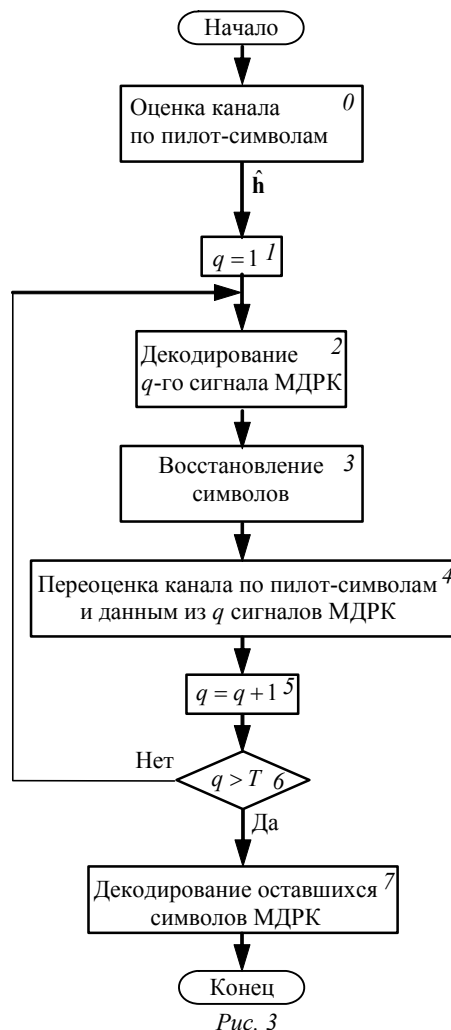 Начало
Оценка канала 0
по пилот-символам
ĥ
q = 1 1
Декодирование 2
q-го сигнала МДРК
Восстановление 3
символов
Переоценка канала по пилот-символам 4
и данным из q сигналов МДРК
q = q + 1 5
Нет
q > T 6
Да
Декодирование оставшихся 7
символов МДРК
Конец
Рис. 3